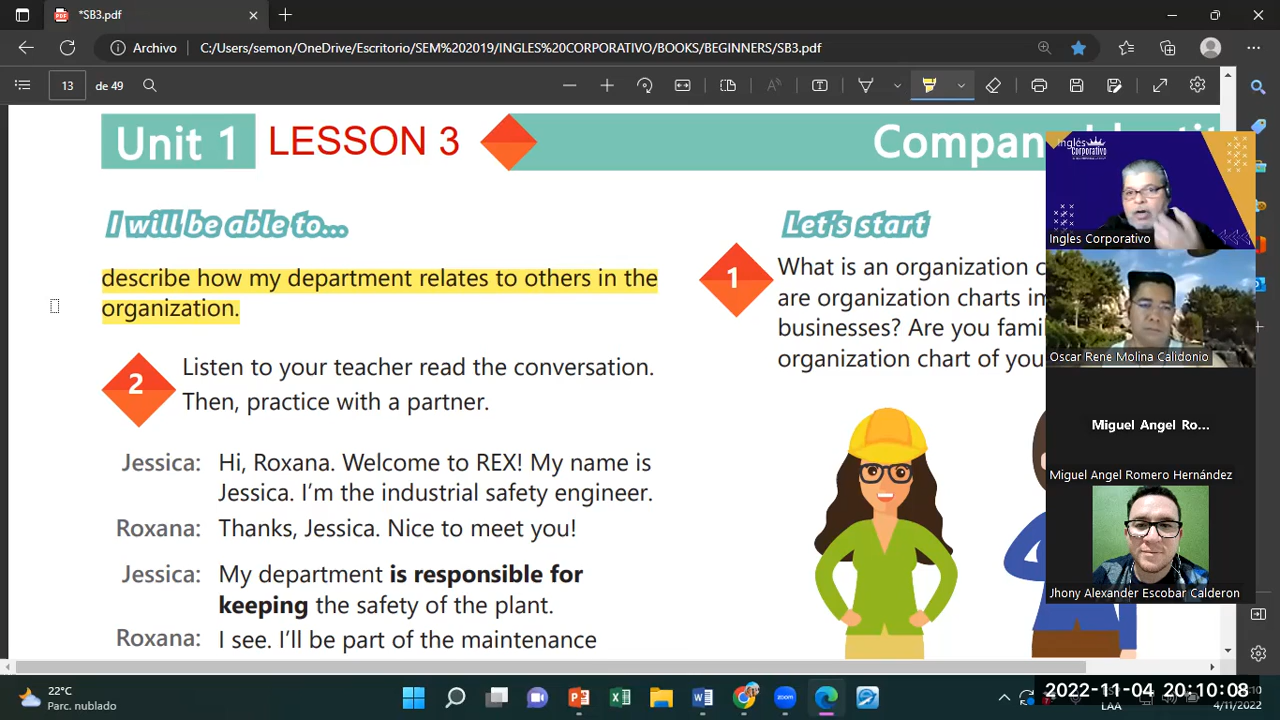 *SB3.pdf
Archivo
C:/Users/semon/OneDrive/Escritorio/SEM%202019/INGLES%20CORPORATIVO/BOOKS/BEGINNERS/SB3.pdf
13 de 49
Unit 1 LESSON 3
I will be able to...
describe how my department relates to others in the
organization.
2
Listen to your teacher read the conversation.
Then, practice with a partner.
Jessica: Hi, Roxana. Welcome to REX! My name is
Jessica. I'm the industrial safety engineer.
Roxana: Thanks, Jessica. Nice to meet you!
Jessica: My department is responsible for
keeping the safety of the plant.
Roxana: I see. I'll be part of the maintenance
Let's start
1
What is an organization
are organization charts
businesses? Are you
organization chart of
Inglés
Corporativo
Ingles Corporativo
Oscar Rene Molina Calidonio
Miguel Angel Ro...
Miguel Angel Romero Hernández
Jhony Alexander Escobar Calderon
22°C
Parc. nublado
LAA
2022-11-04 20:10:08
4/11/2022